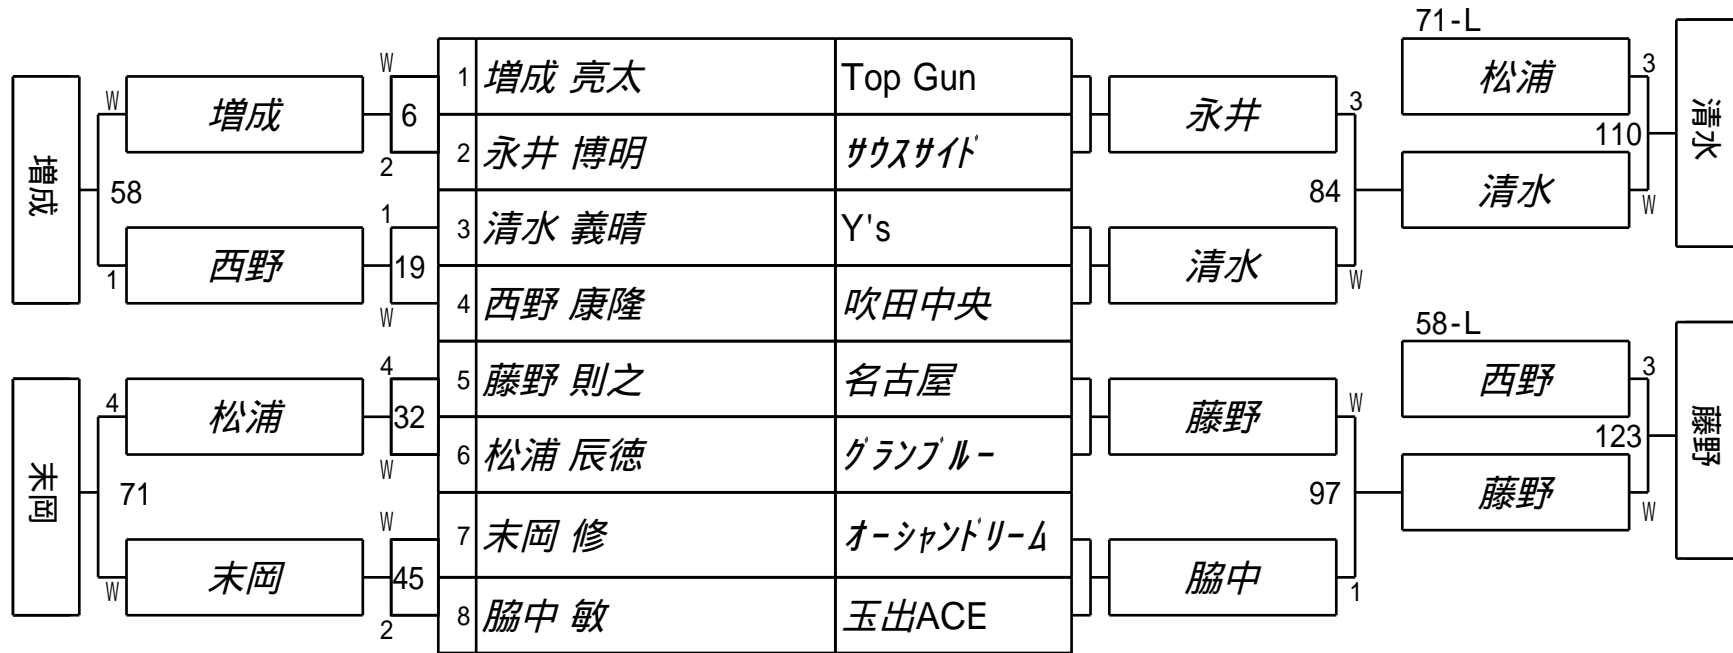 71-L
W
1 増成 亮太 Top Gun
松浦
3
W
増成
6
永井
3
清水
2
2 永井 博明 サウスサイド
110
増成
58
84
清水
W
1
3 清水 義晴 Y's
1
西野
19
清水
W
W
4 西野 康隆 吹田中央
58-L
4
5 藤野 則之 名古屋
西野
3
4
松浦
32
藤野
W
藤野
W
6 松浦 辰徳 グランブルー
123
末岡
71
97
藤野
W
W
7 末岡 修 オーシャンドリーム
W
末岡
45
脇中
1
2
8 脇中 敏 玉出ACE